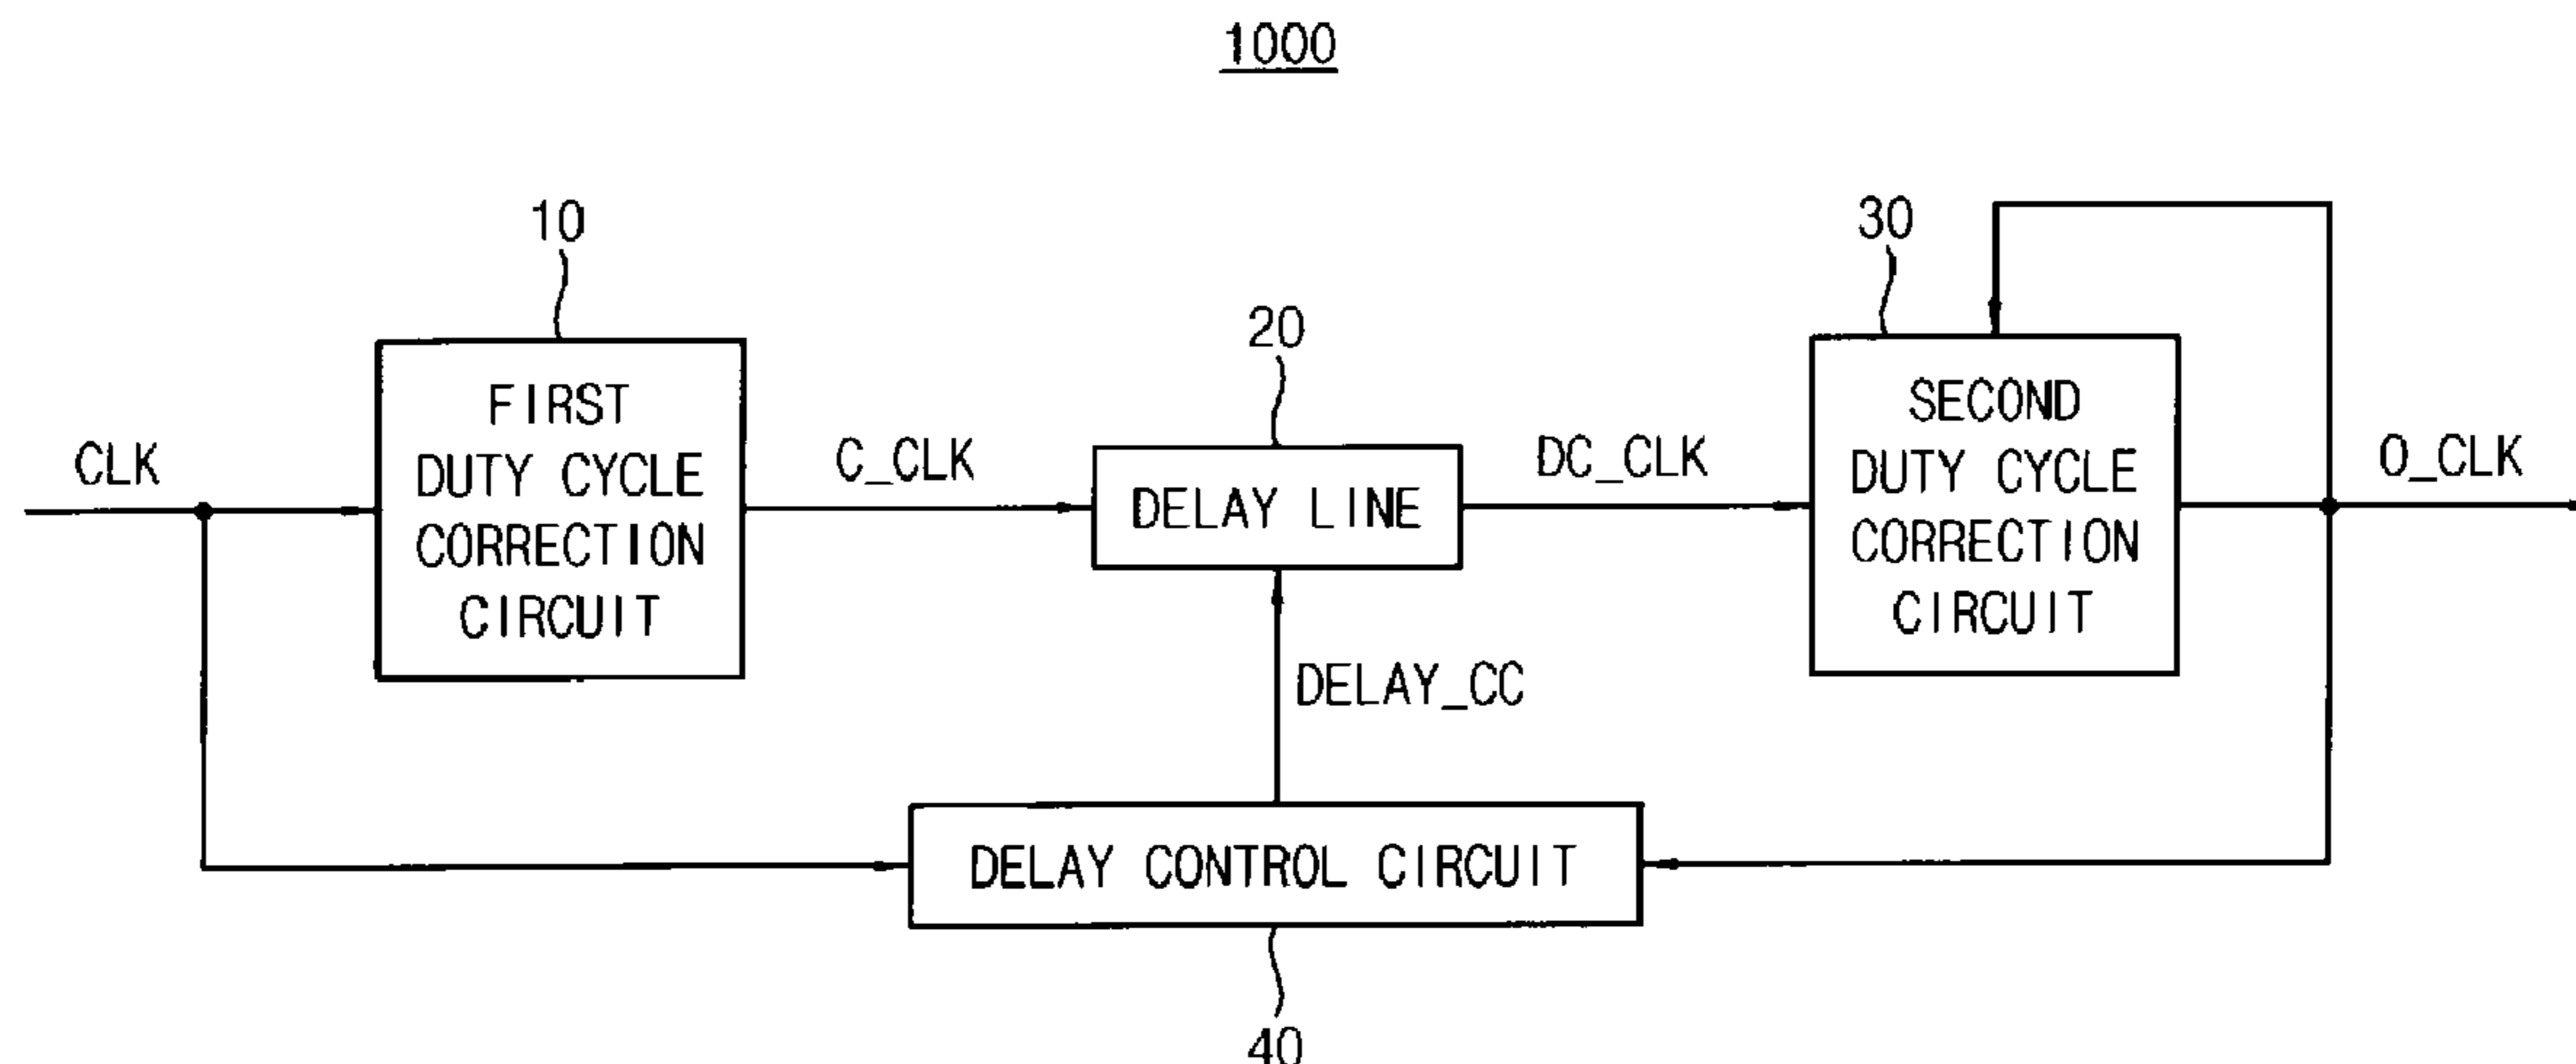 1000
10
FIRST
DUTY CYCLE
CORRECTION
CIRCUIT
20
DELAY LINE
30
SECOND
DUTY CYCLE
CORRECTION
CIRCUIT
CLK
C_CLK
DC_CLK
O_CLK
DELAY_CC
DELAY CONTROL CIRCUIT
40